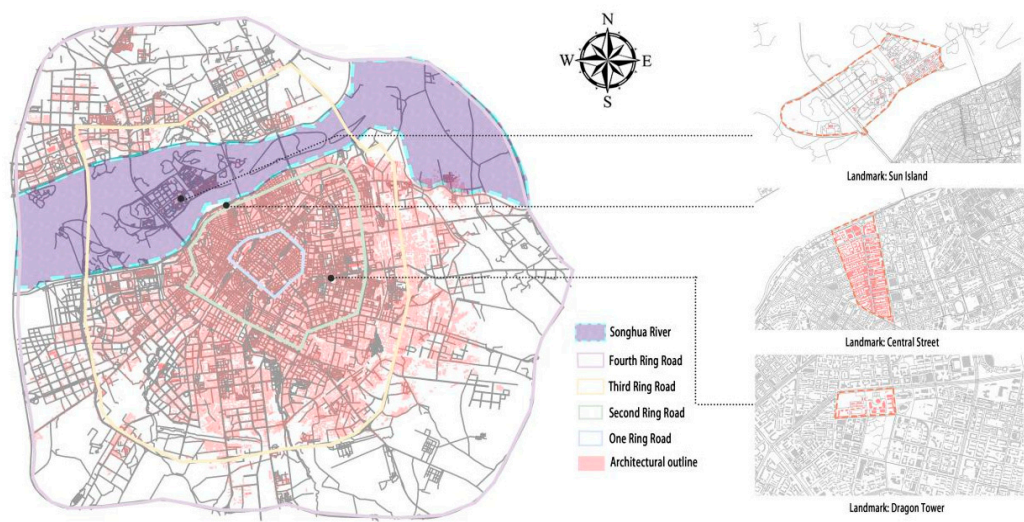 N
W
E
S
Landmark: Sun Island
Landmark: Central Street
Songhua River
Fourth Ring Road
Third Ring Road
Second Ring Road
One Ring Road
Architectural outline
Landmark: Dragon Tower